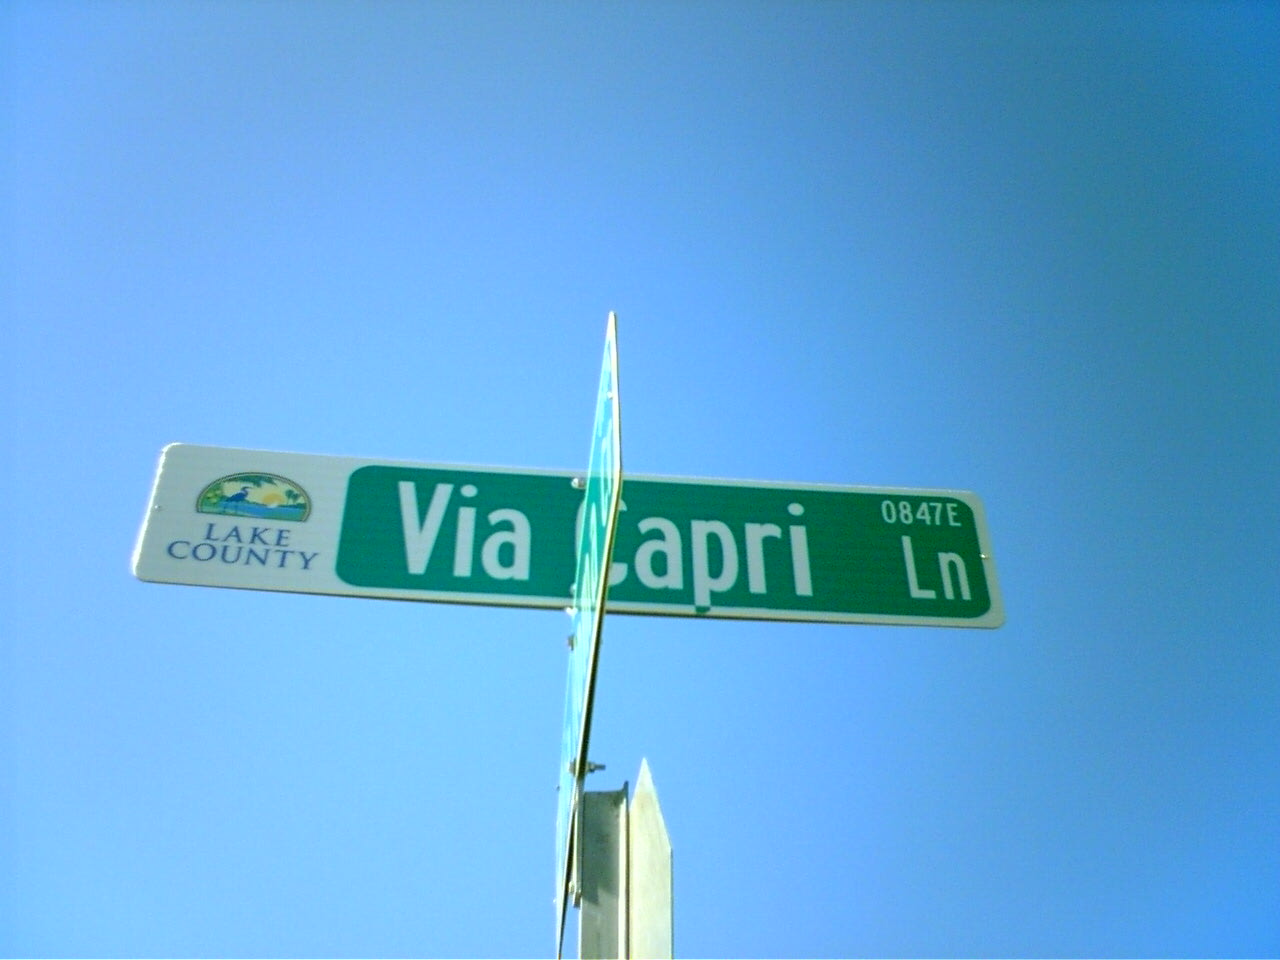 LAKE
COUNTY
Via Capri
0847E
Ln